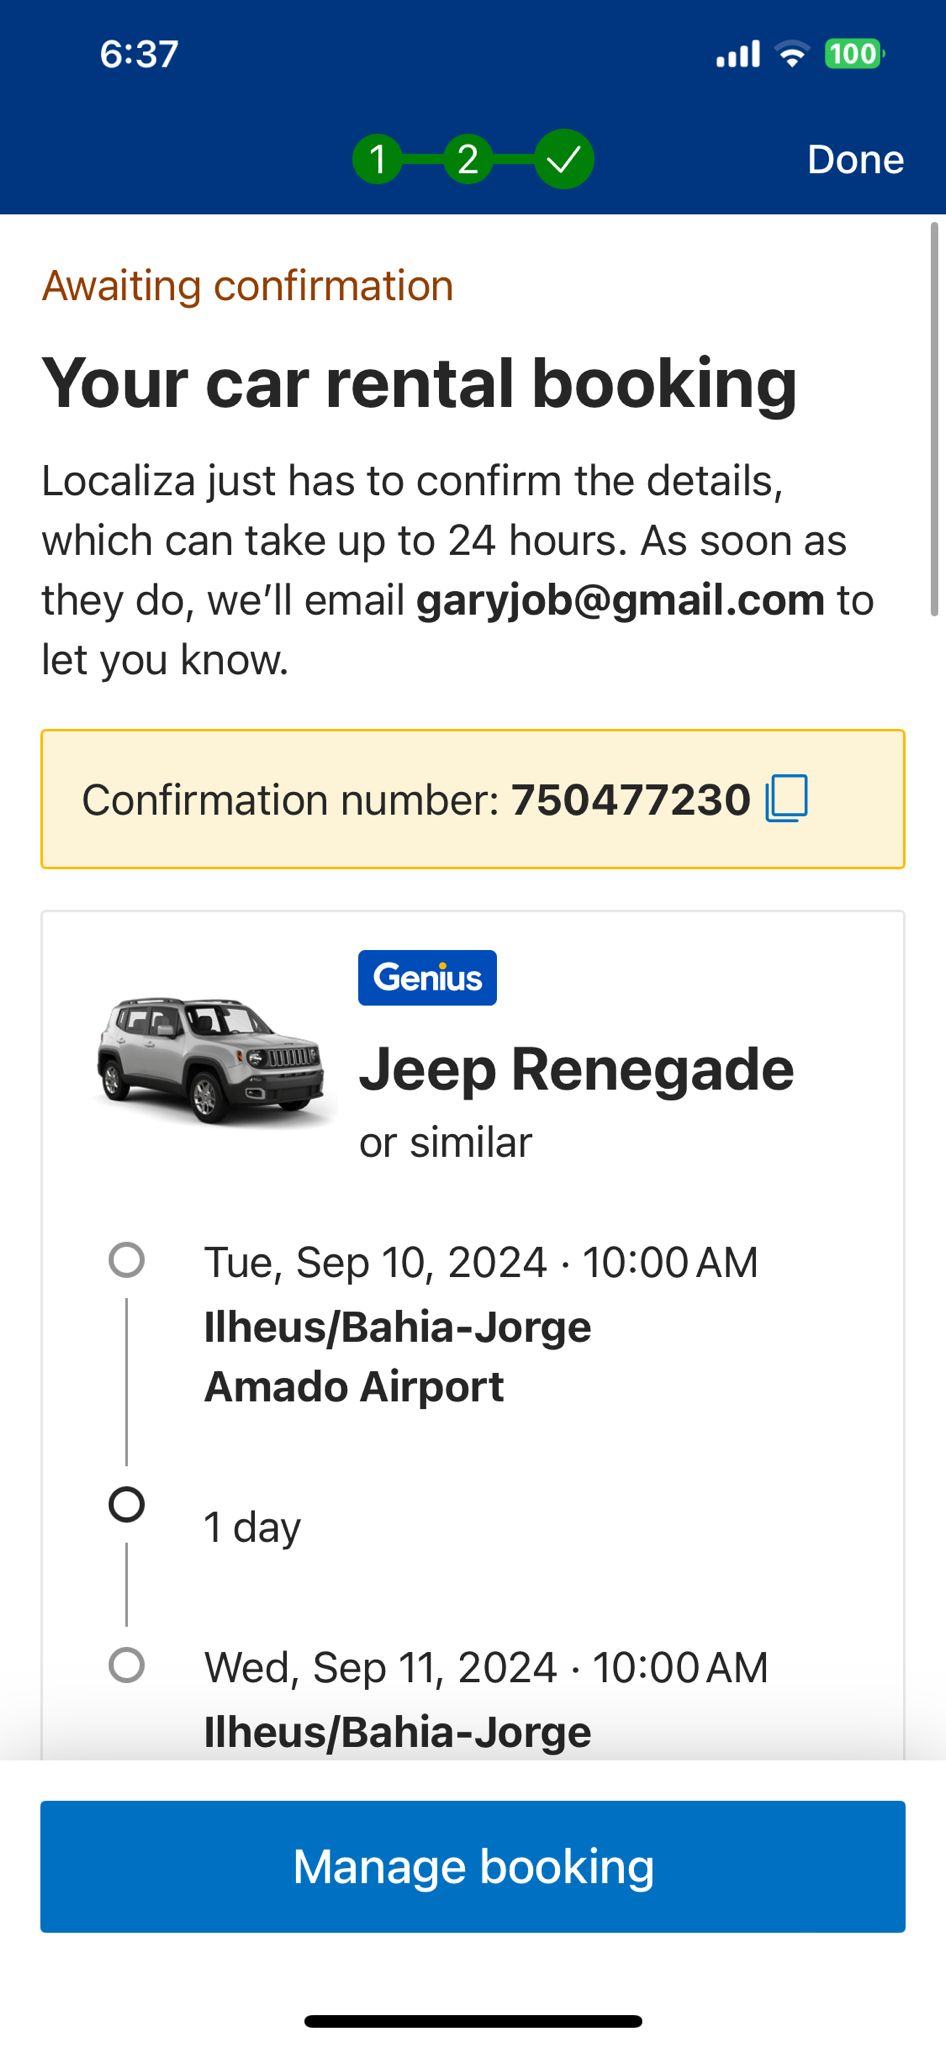 6:37
100
1
2
Done
Awaiting confirmation
Your car rental booking
Localiza just has to confirm the details,
which can take up to 24 hours. As soon as
they do, we’ll email garyjob@gmail.com to
let you know.
Confirmation number: 750477230
Genius
Jeep Renegade
or similar
Tue, Sep 10, 2024 · 10:00 AM
Ilheus/Bahia-Jorge
Amado Airport
1 day
Wed, Sep 11, 2024 · 10:00 AM
Ilheus/Bahia-Jorge
Manage booking